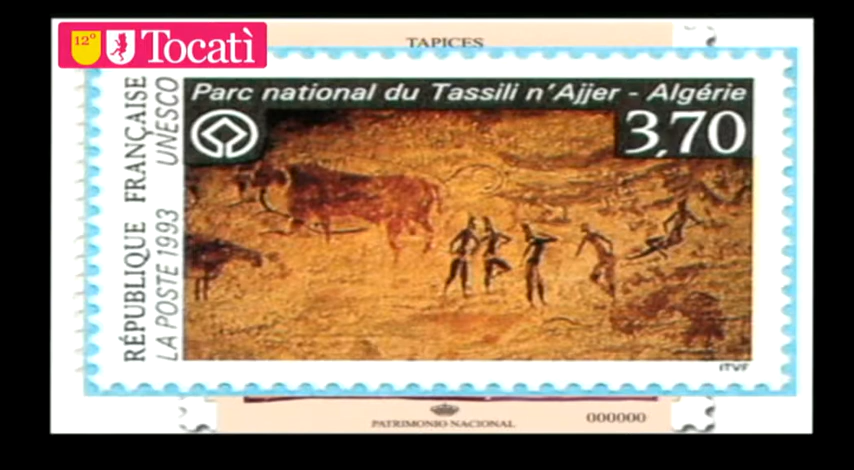 12º Tocatì
TAPICES
RÉPUBLIQUE FRANÇAISE
LA POSTE 1993 UNESCO
Parc national du Tassili n'Ajjer - Algérie
3,70
ITVF
PATRIMONIO NACIONAL
000000